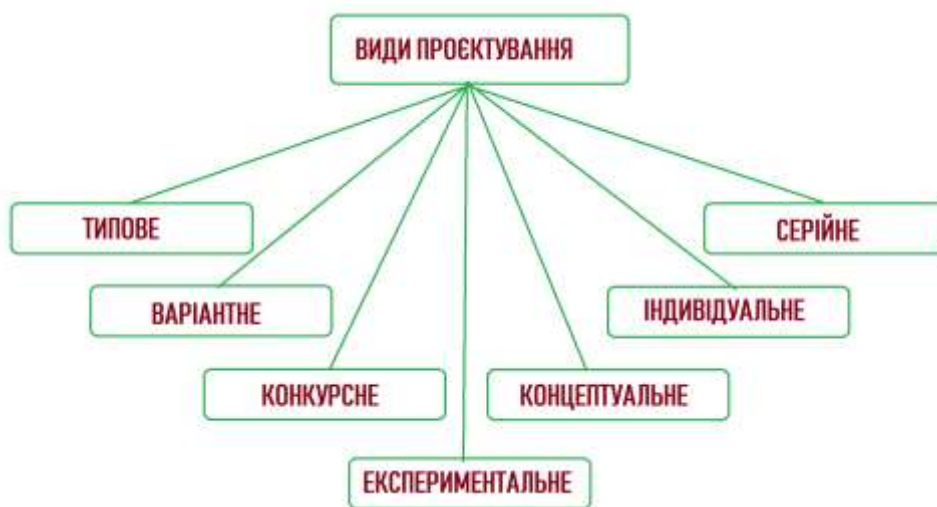 ВИДИ ПРОЄКТУВАННЯ
ТИПОВЕ
СЕРІЙНЕ
ВАРІАНТНЕ
ІНДИВІДУАЛЬНЕ
КОНКУРСНЕ
КОНЦЕПТУАЛЬНЕ
ЕКСПЕРИМЕНТАЛЬНЕ